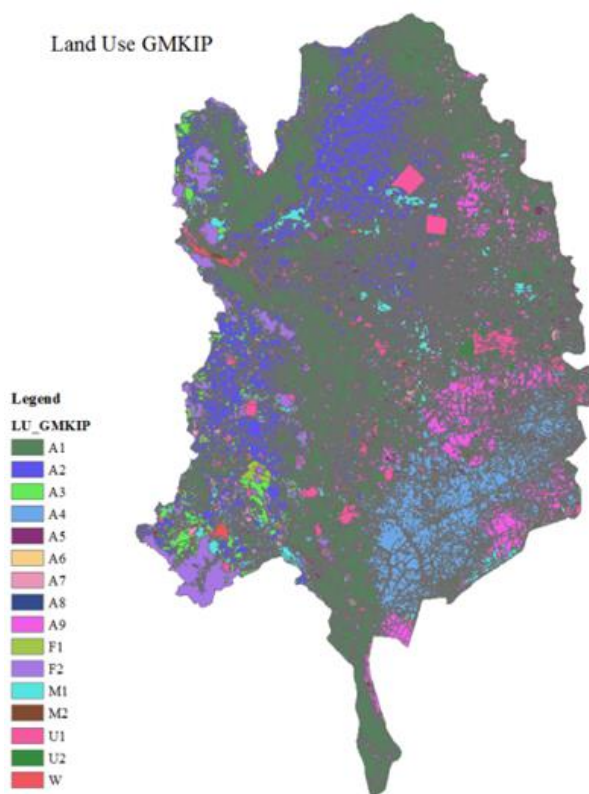 Land Use GMKIP
Legend
LU_GMKIP
A1
A2
A3
A4
A5
A6
A7
A8
A9
F1
F2
M1
M2
U1
U2
W